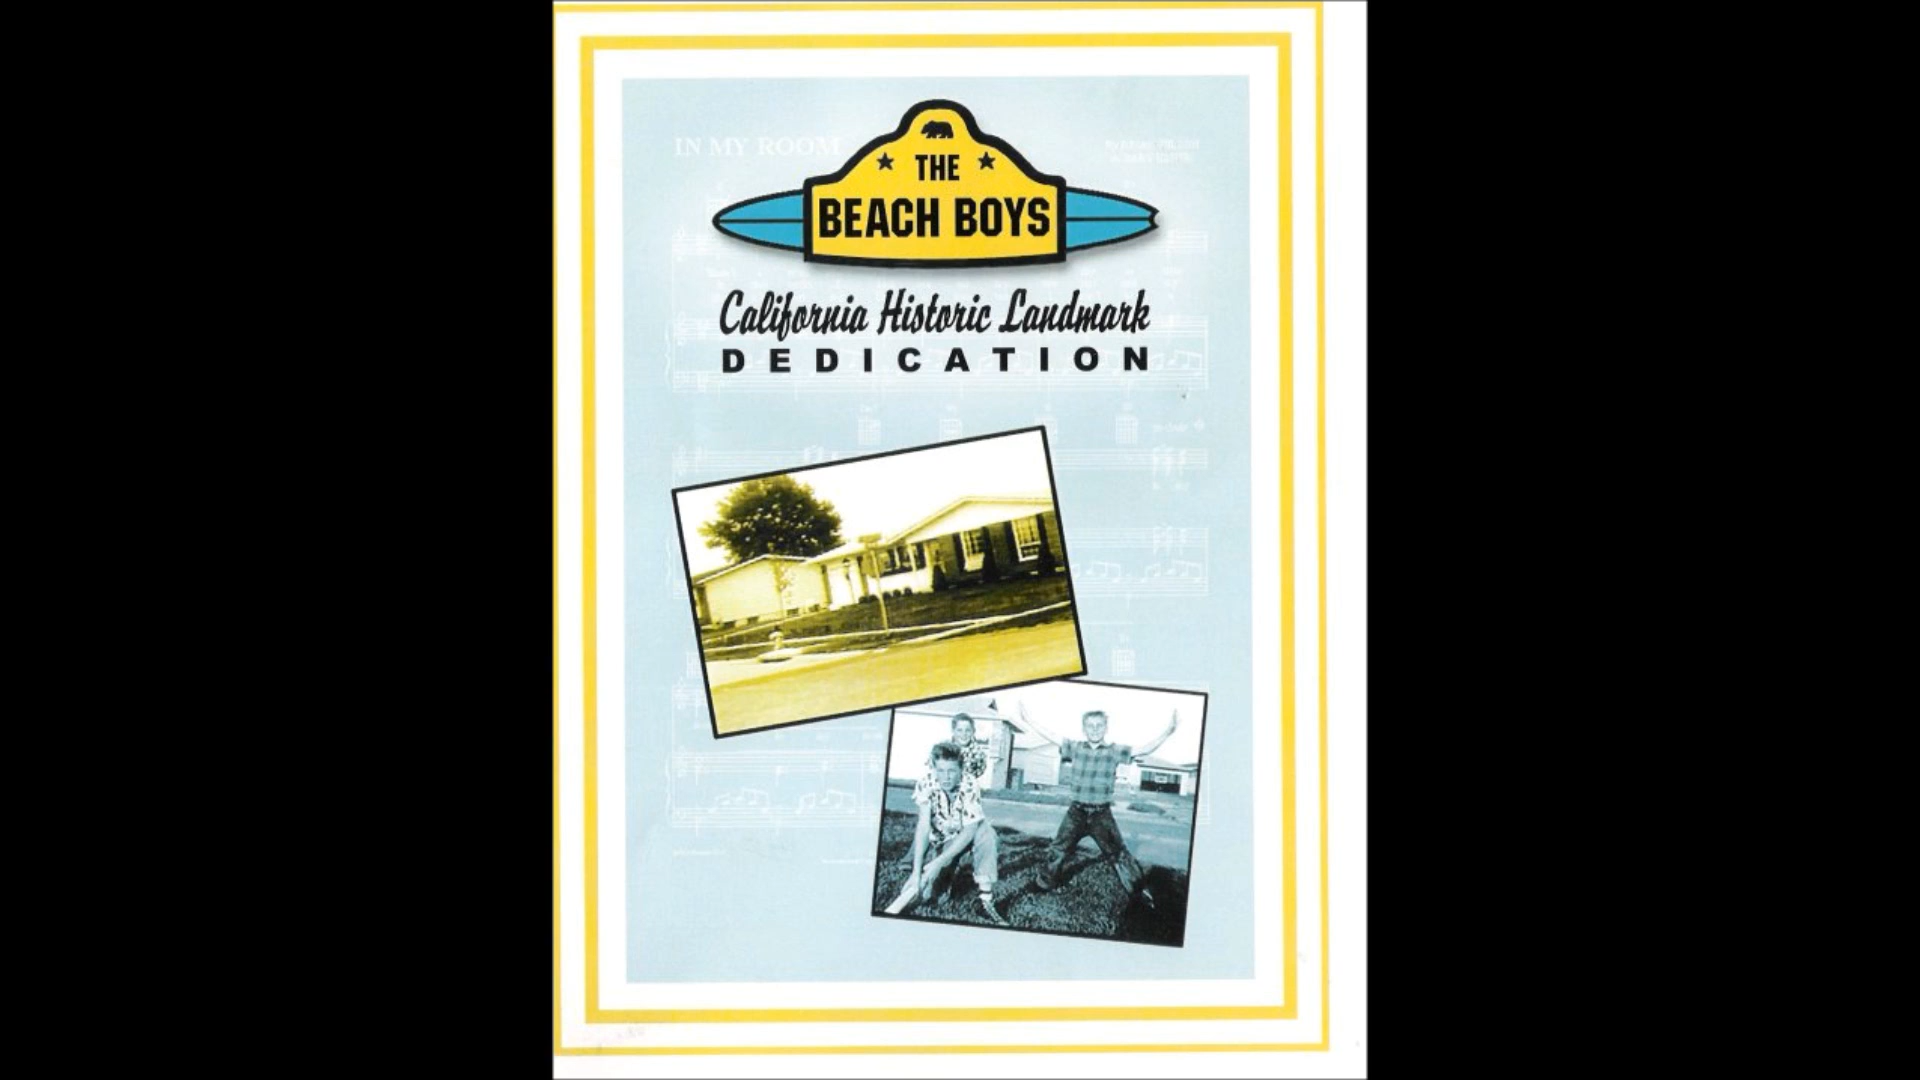 IN MY ROOM
THE
BEACH BOYS
California Historic Landmark
DEDICATION